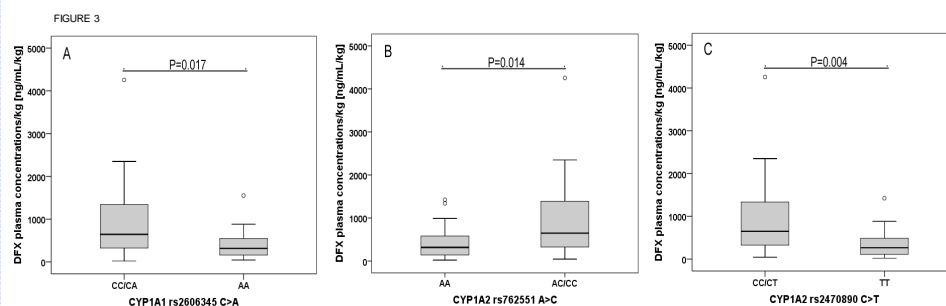 FIGURE 3
DFX plasma concentrations/kg [ng/mL/kg]
5000
4000
3000
2000
1000
0
A
P=0.017
CC/CA AA
CYP1A1 rs2606345 C>A
DFX plasma concentrations/kg [ng/mL/kg]
5000
4000
3000
2000
1000
0
B
P=0.014
AA AC/CC
CYP1A2 rs762551 A>C
DFX plasma concentrations/kg [ng/mL/kg]
5000
4000
3000
2000
1000
0
C
P=0.004
CC/CT TT
CYP1A2 rs2470890 C>T